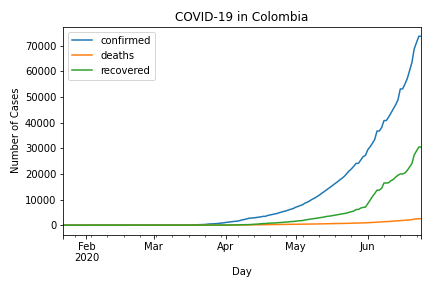 COVID-19 in Colombia
confirmed
deaths
recovered
70000
60000
50000
40000
30000
20000
10000
0
Number of Cases
Feb Mar Apr May Jun
2020
Day